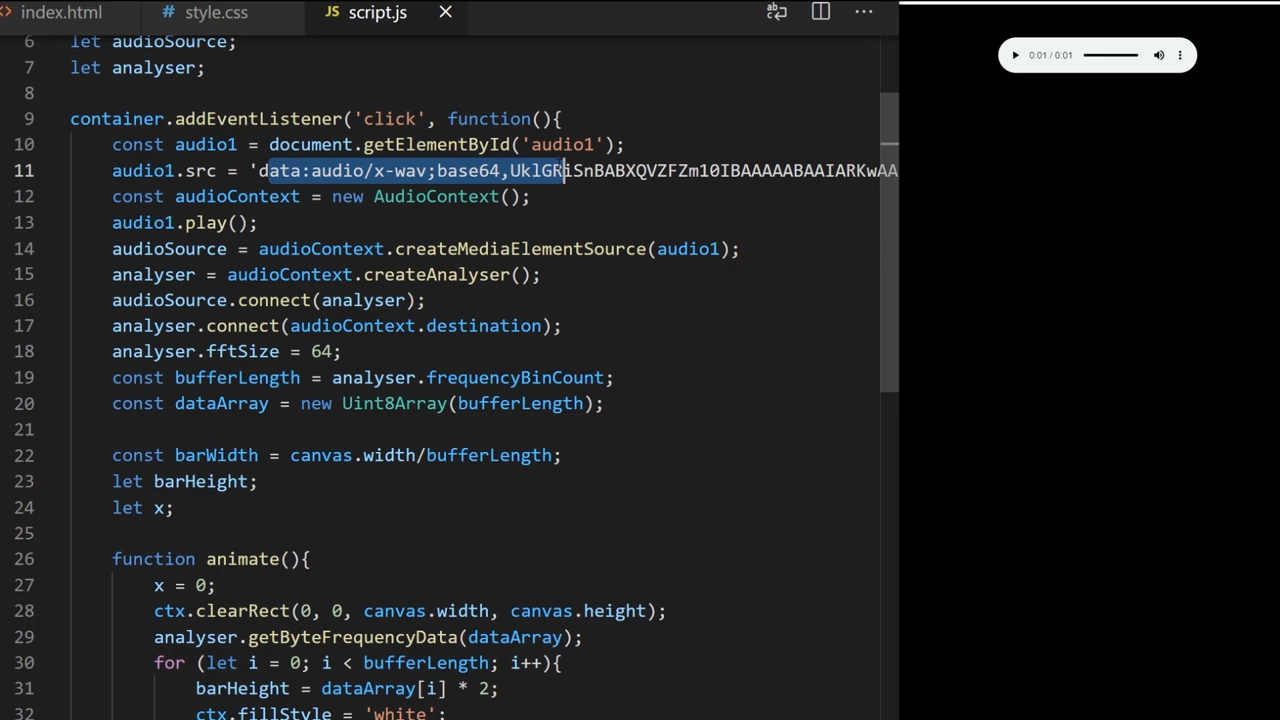 index.html
# style.css
JS script.js
6 let audioSource;
7 let analyser;
8
9 container.addEventListener('click', function(){
10 const audio1 = document.getElementById('audio1');
11 audio1.src = 'data:audio/x-wav;base64,UklGRiSnBABXQVZFZm10IBAAAAABAAIARKwAA
12 const audioContext = new AudioContext();
13 audio1.play();
14 audioSource = audioContext.createMediaElementSource(audio1);
15 analyser = audioContext.createAnalyser();
16 audioSource.connect(analyser);
17 analyser.connect(audioContext.destination);
18 analyser.fftSize = 64;
19 const bufferLength = analyser.frequencyBinCount;
20 const dataArray = new Uint8Array(bufferLength);
21
22 const barWidth = canvas.width/bufferLength;
23 let barHeight;
24 let x;
25
26 function animate(){
27 x = 0;
28 ctx.clearRect(0, 0, canvas.width, canvas.height);
29 analyser.getByteFrequencyData(dataArray);
30 for (let i = 0; i < bufferLength; i++){
31 barHeight = dataArray[i] * 2;
32 ctx.fillStyle = 'white';
0:01 / 0:01